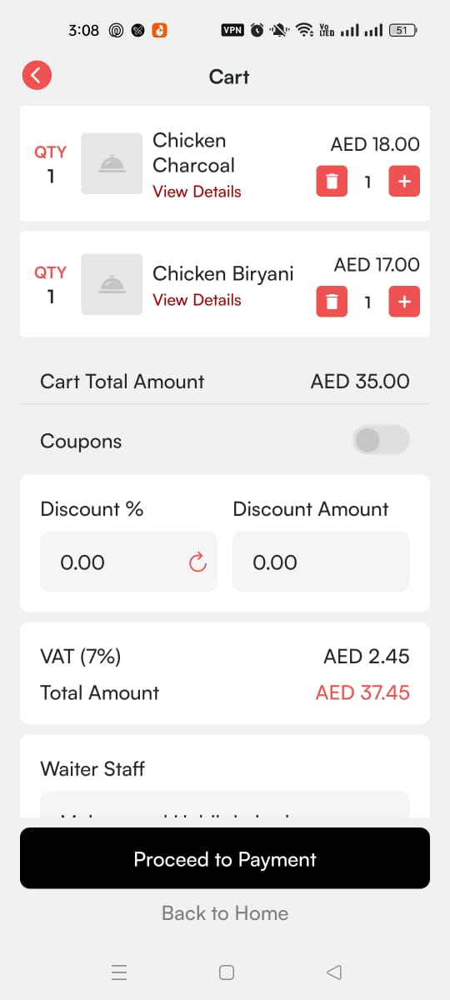 3:08
VPN
Vo
LTED
51
Cart
QTY
1
Chicken
Charcoal
View Details
AED 18.00
1
+
QTY
1
Chicken Biryani
View Details
AED 17.00
1
+
Cart Total Amount AED 35.00
Coupons
Discount % Discount Amount
0.00 0.00
VAT (7%) AED 2.45
Total Amount AED 37.45
Waiter Staff
Proceed to Payment
Back to Home